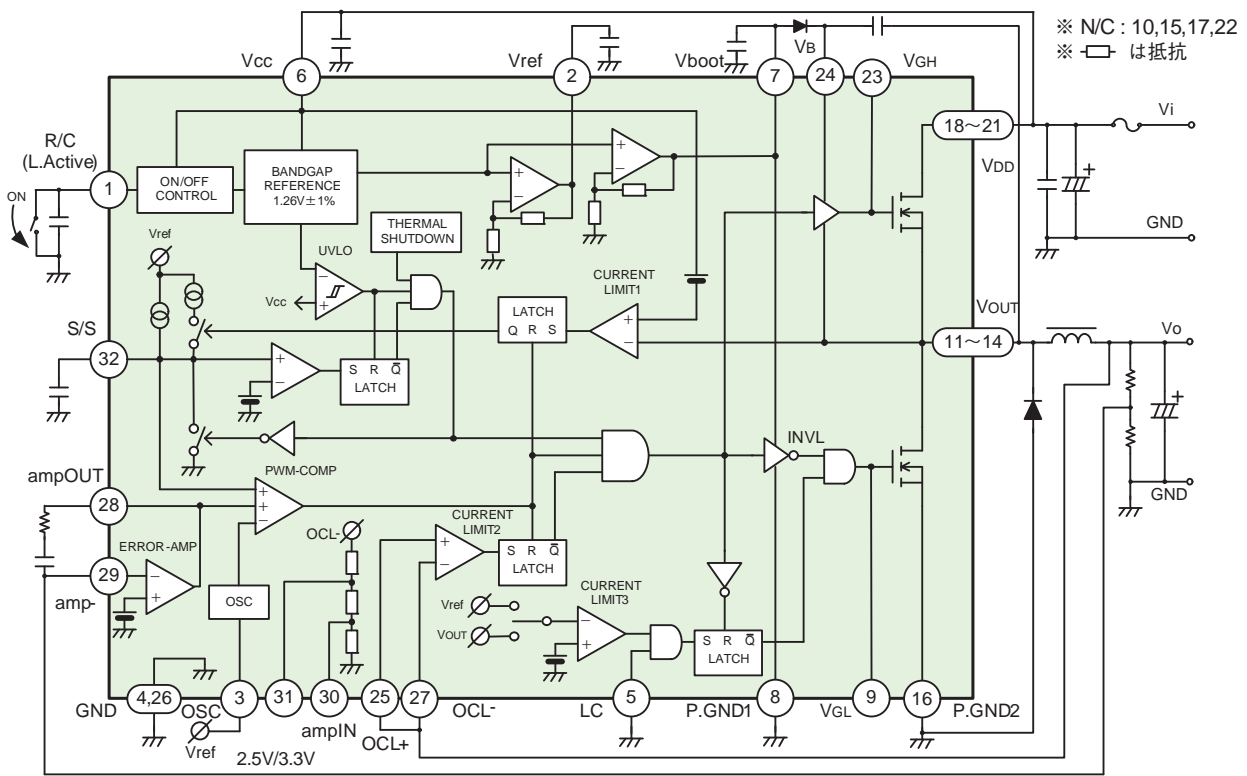 ※ N/C : 10,15,17,22
※ は抵抗
Vcc
6
Vref
2
Vboot
7
VB
24
23
VGH
18～21
VDD
Vi
GND
R/C
(L.Active)
1
ON
ON/OFF
CONTROL
BANDGAP
REFERENCE
1.26V±1%
THERMAL
SHUTDOWN
UVLO
Vref
Vcc
CURRENT
LIMIT1
LATCH
Q R S
VOUT
11～14
Vo
S/S
32
S R Q̅
LATCH
INVL
GND
PWM-COMP
ampOUT
28
ERROR-AMP
29
amp-
OSC
OCL-
CURRENT
LIMIT2
S R Q̅
LATCH
CURRENT
LIMIT3
Vref
VOUT
S R Q̅
LATCH
GND
4,26
OSC
3
31
30
ampIN
25
OCL+
27
OCL-
LC
5
P.GND1
8
VGL
9
16
P.GND2
Vref
2.5V/3.3V